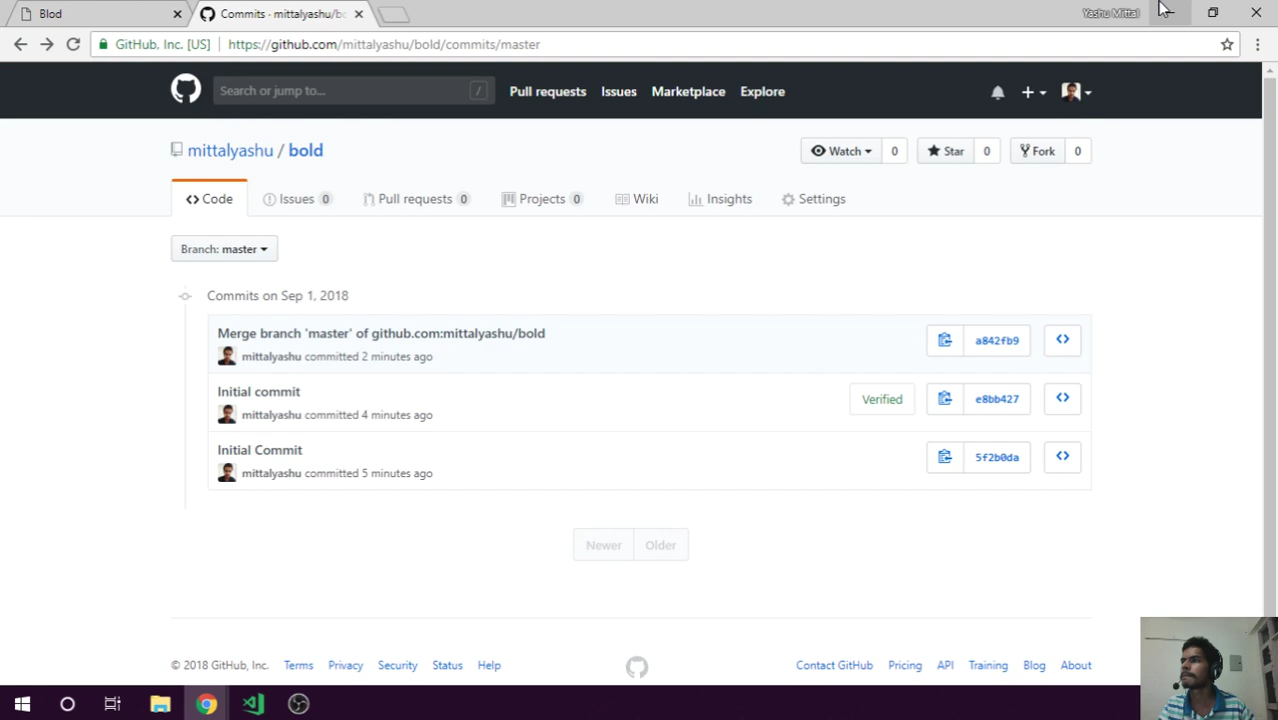 Blod
Commits · mittalyashu/bo
Yashu Mittal
GitHub, Inc. [US]
https://github.com/mittalyashu/bold/commits/master
Search or jump to... /
Pull requests Issues Marketplace Explore
mittalyashu / bold
Watch 0 Star 0 Fork 0
Code Issues 0 Pull requests 0 Projects 0 Wiki Insights Settings
Branch: master
Commits on Sep 1, 2018
Merge branch 'master' of github.com:mittalyashu/bold
mittalyashu committed 2 minutes ago
a842fb9
Initial commit
mittalyashu committed 4 minutes ago
Verified
e8bb427
Initial Commit
mittalyashu committed 5 minutes ago
5f2b0da
Newer Older
© 2018 GitHub, Inc. Terms Privacy Security Status Help
Contact GitHub Pricing API Training Blog About